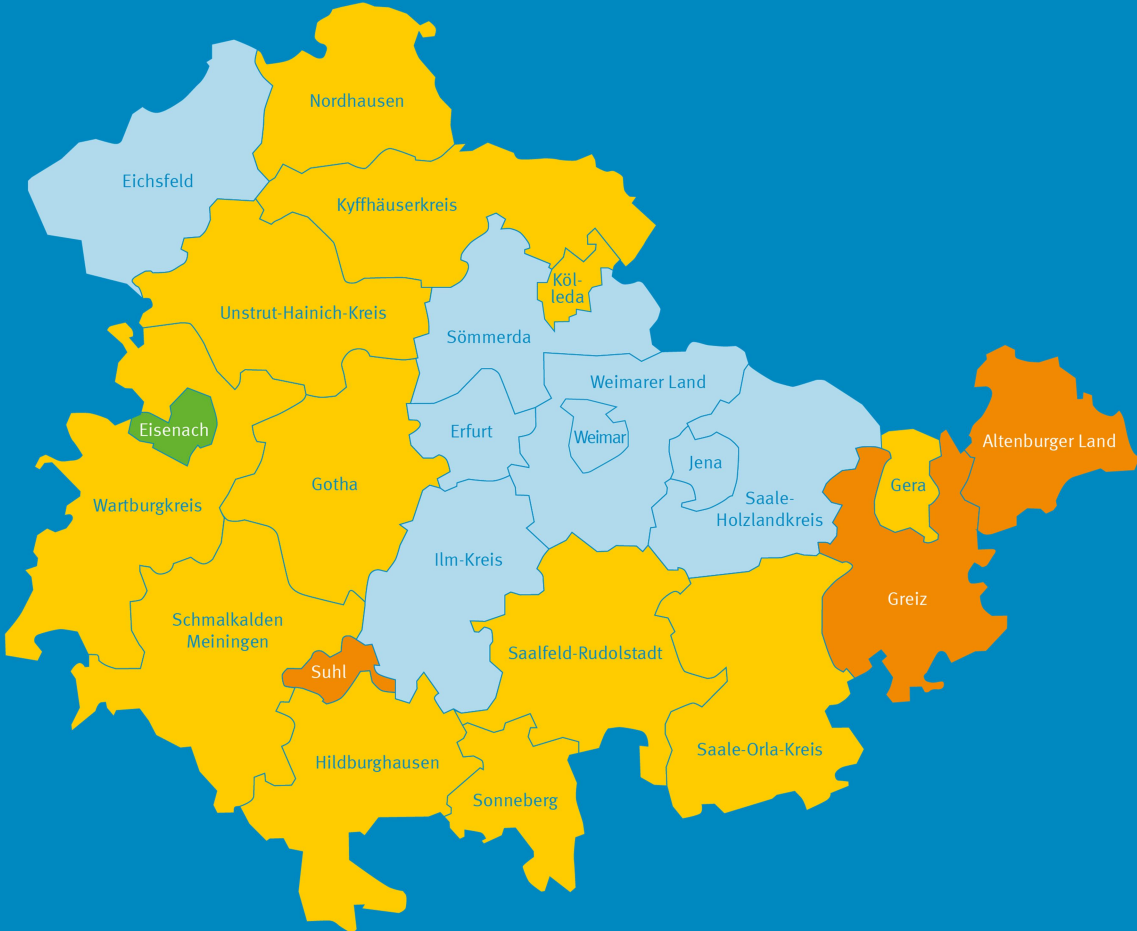 Nordhausen
Eichsfeld
Kyffhäuserkreis
Köl-
leda
Unstrut-Hainich-Kreis
Sömmerda
Weimarer Land
Eisenach
Erfurt
Weimar
Altenburger Land
Jena
Gotha
Gera
Wartburgkreis
Saale-
Holzlandkreis
Ilm-Kreis
Greiz
Schmalkalden
Meiningen
Saalfeld-Rudolstadt
Suhl
Saale-Orla-Kreis
Hildburghausen
Sonneberg